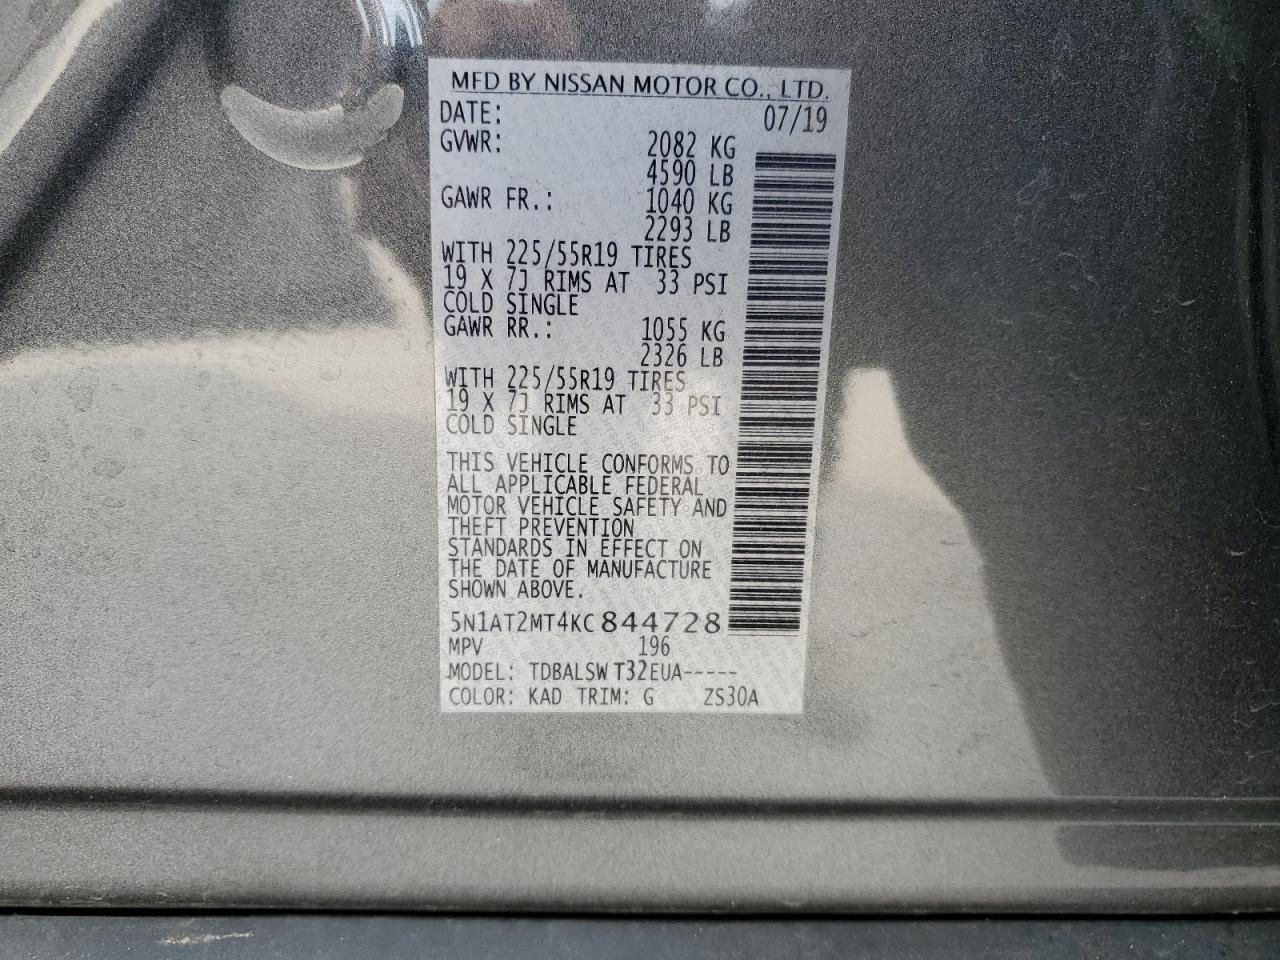 MFD BY NISSAN MOTOR CO., LTD.
DATE: 07/19
GVWR: 2082 KG
4590 LB
GAWR FR.: 1040 KG
2293 LB
WITH 225/55R19 TIRES
19 X 7J RIMS AT 33 PSI
COLD SINGLE
GAWR RR.: 1055 KG
2326 LB
WITH 225/55R19 TIRES
19 X 7J RIMS AT 33 PSI
COLD SINGLE
THIS VEHICLE CONFORMS TO
ALL APPLICABLE FEDERAL
MOTOR VEHICLE SAFETY AND
THEFT PREVENTION
STANDARDS IN EFFECT ON
THE DATE OF MANUFACTURE
SHOWN ABOVE.
5N1AT2MT4KC844728
MPV 196
MODEL: TDBALSW T32EUA-----
COLOR: KAD TRIM: G ZS30A